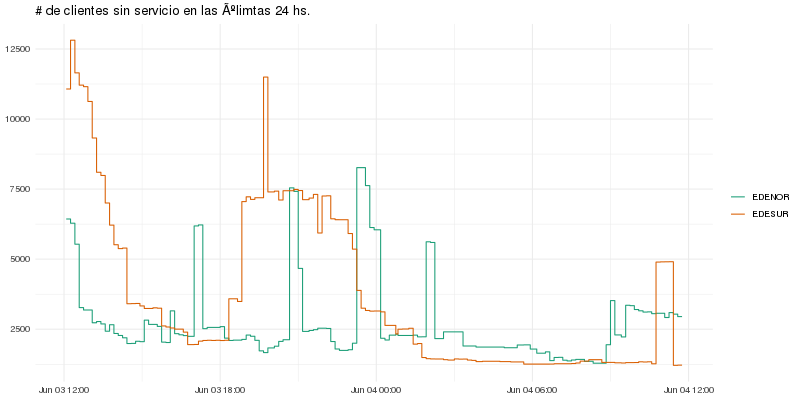 # de clientes sin servicio en las Ãºlimtas 24 hs.
12500
10000
7500
5000
2500
Jun 03 12:00
Jun 03 18:00
Jun 04 00:00
Jun 04 06:00
Jun 04 12:00
EDENOR
EDESUR